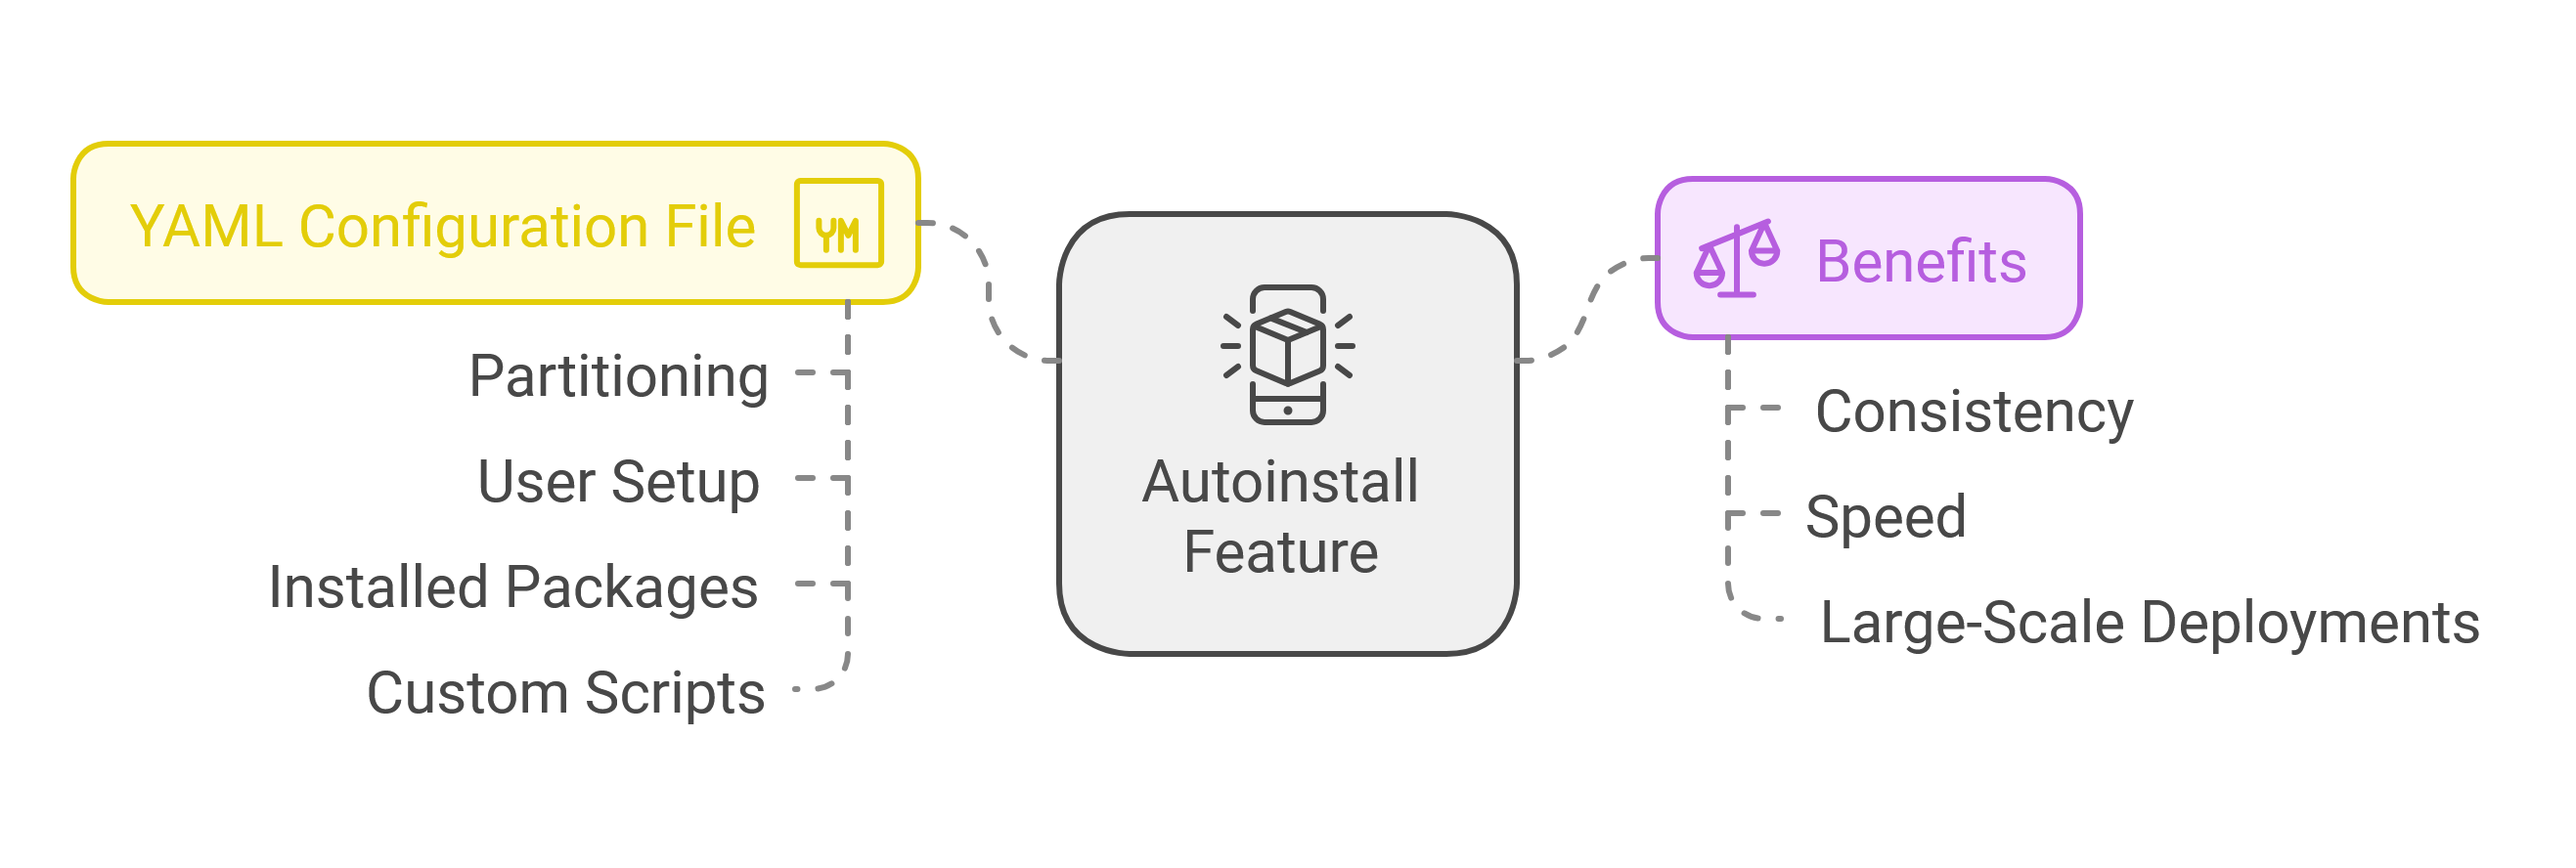 YAML Configuration File
YM
Partitioning
User Setup
Installed Packages
Custom Scripts
Autoinstall
Feature
Benefits
Consistency
Speed
Large-Scale Deployments